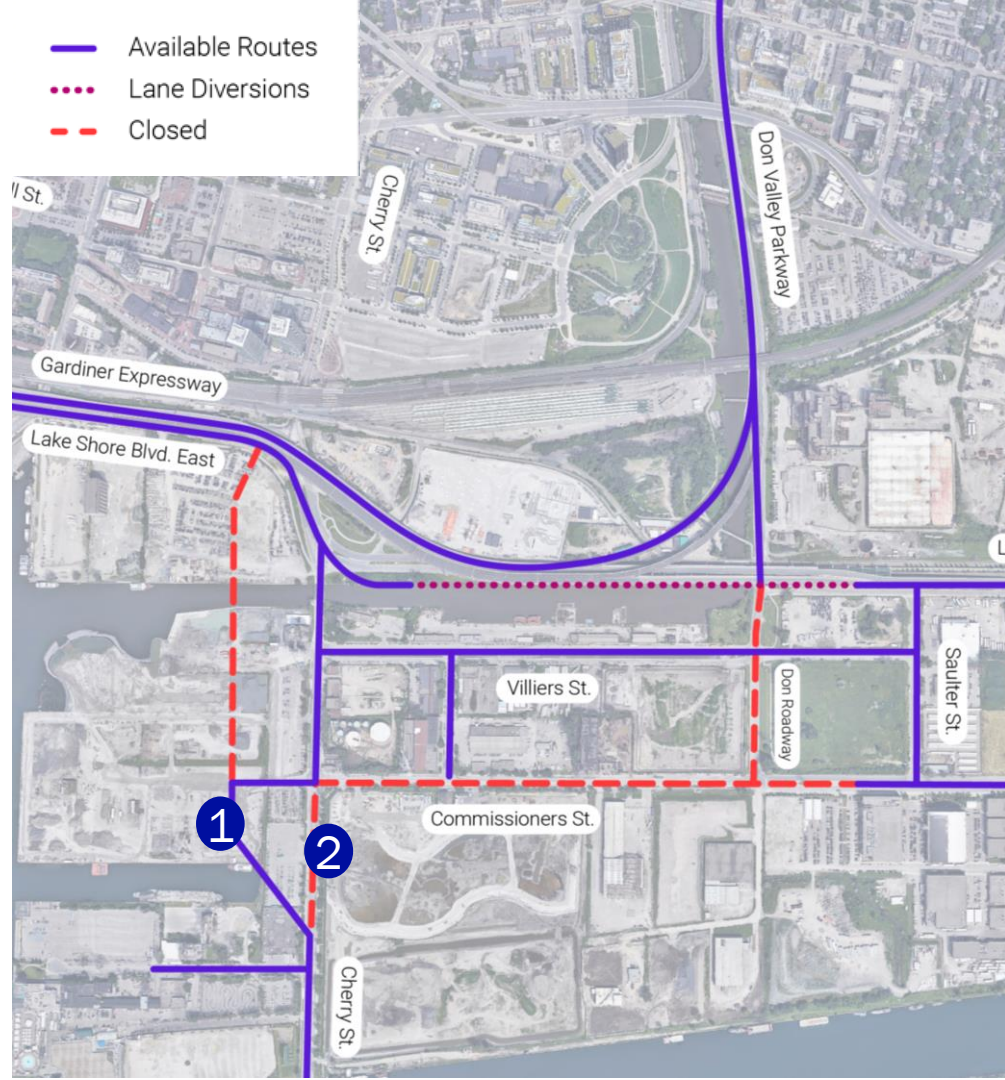 Available Routes
Lane Diversions
Closed
ll St.
Cherry St.
Don Valley Parkway
Gardiner Expressway
Lake Shore Blvd. East
L
Villiers St.
Don Roadway
Saulter St.
1
2
Commissioners St.
Cherry St.